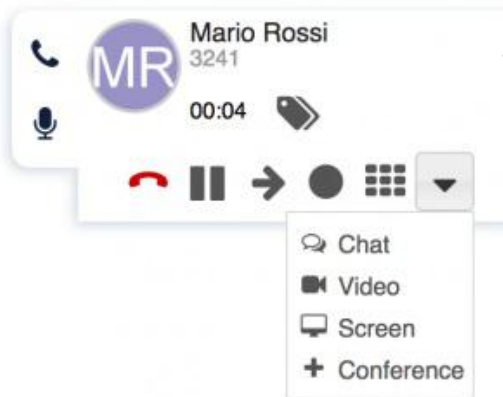 MR
Mario Rossi
3241
00:04
Chat
Video
Screen
Conference